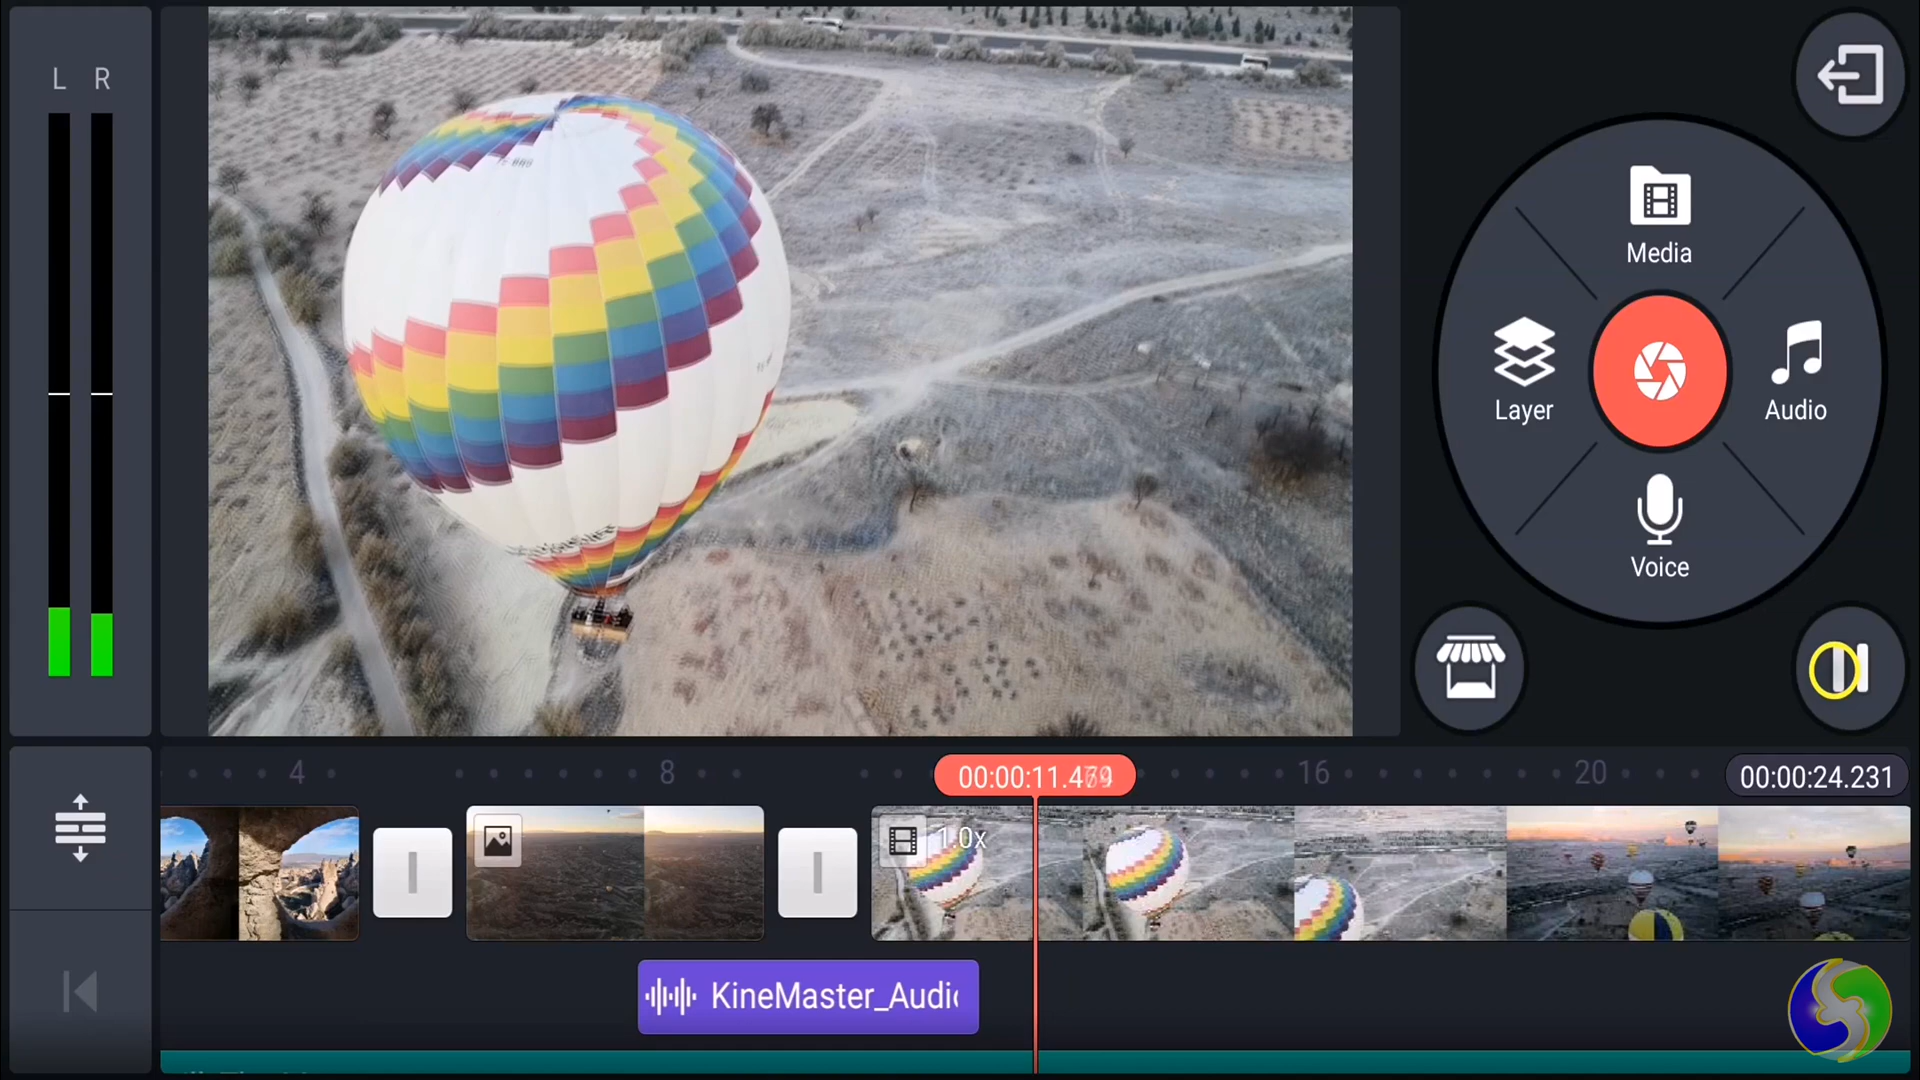 L R
Media
Layer
Audio
Voice
4
8
16
20
00:00:24.231
1.0x
KineMaster_Audi